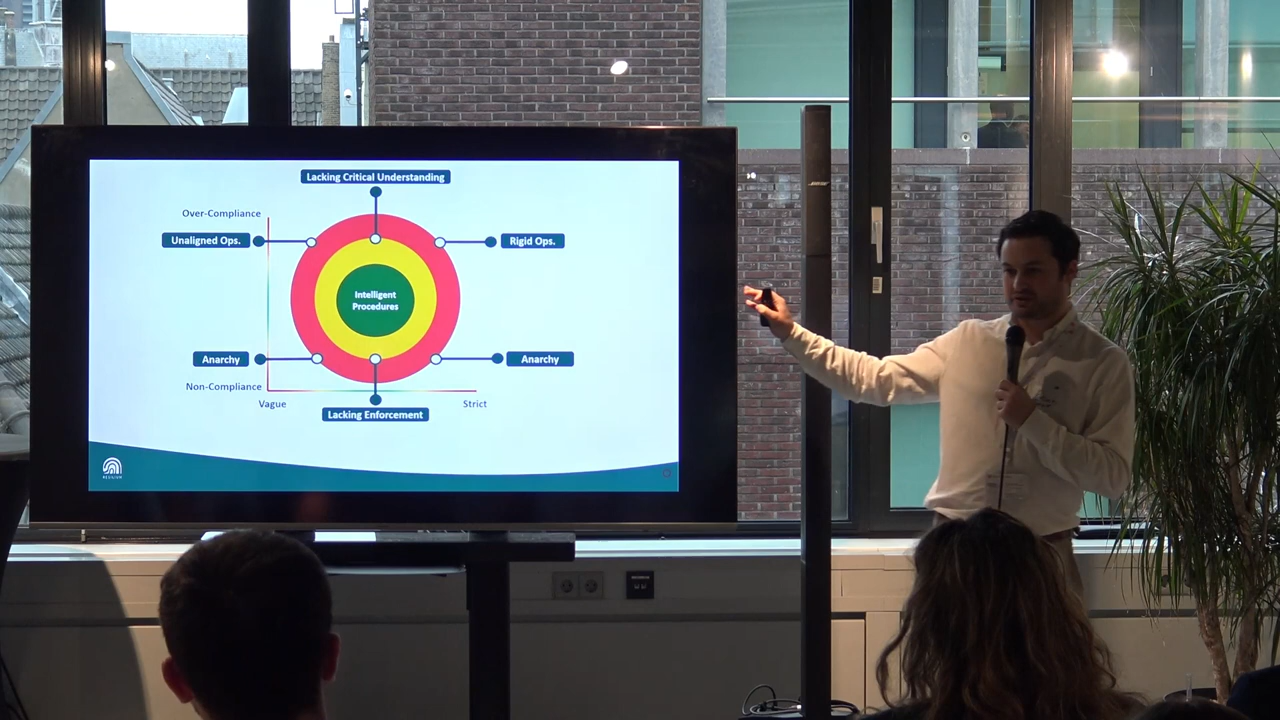 Lacking Critical Understanding
Over-Compliance
Unaligned Ops.
Rigid Ops.
Intelligent
Procedures
Anarchy
Anarchy
Non-Compliance
Vague
Strict
Lacking Enforcement
RESILIUM